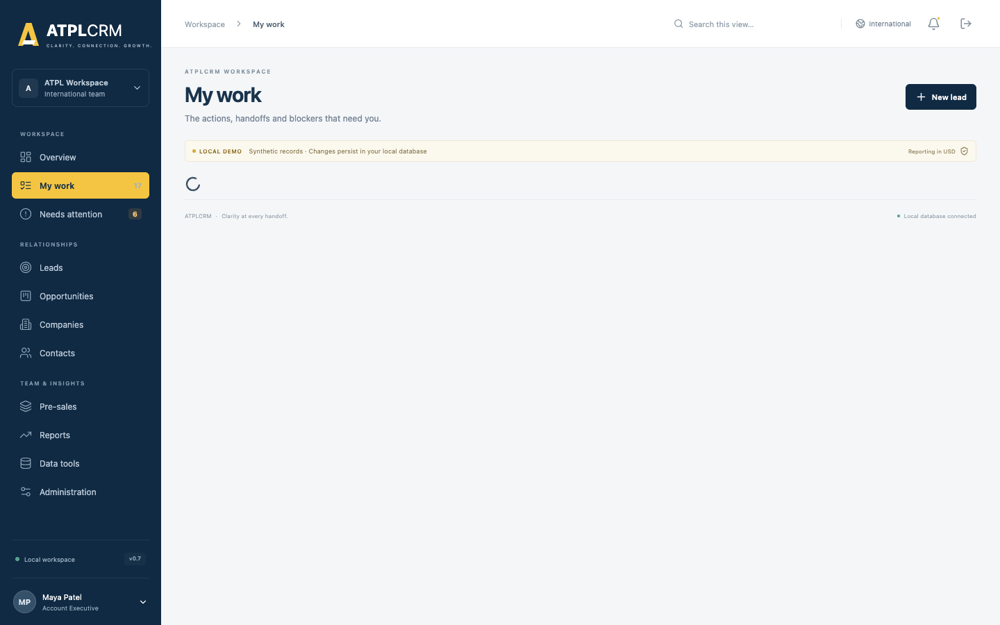 ATPLCRM
CLARITY. CONNECTION. GROWTH.
A
ATPL Workspace
International team
WORKSPACE
Overview
My work 17
Needs attention 6
RELATIONSHIPS
Leads
Opportunities
Companies
Contacts
TEAM & INSIGHTS
Pre-sales
Reports
Data tools
Administration
Local workspace v0.7
MP
Maya Patel
Account Executive
Workspace My work
Search this view...
International
ATPLCRM WORKSPACE
My work
The actions, handoffs and blockers that need you.
New lead
LOCAL DEMO Synthetic records · Changes persist in your local database
Reporting in USD
ATPLCRM · Clarity at every handoff.
Local database connected